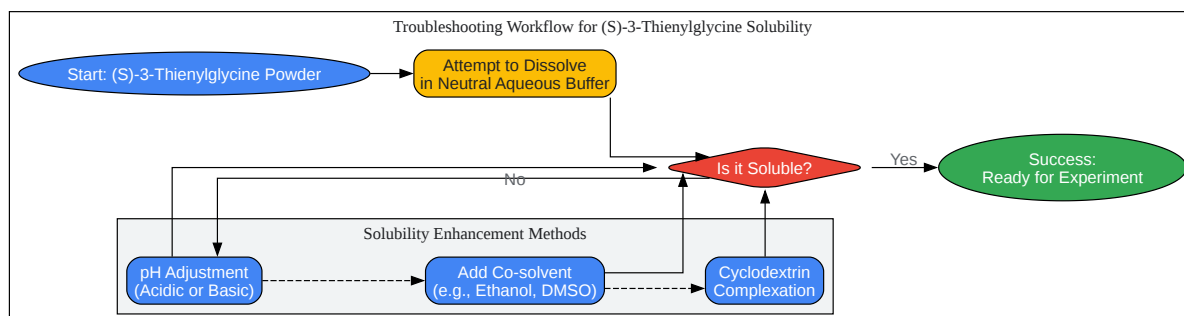 Troubleshooting Workflow for (S)-3-Thienylglycine Solubility
Start: (S)-3-Thienylglycine Powder
Attempt to Dissolve
in Neutral Aqueous Buffer
Is it Soluble?
Yes
Success:
Ready for Experiment
No
Solubility Enhancement Methods
pH Adjustment
(Acidic or Basic)
Add Co-solvent
(e.g., Ethanol, DMSO)
Cyclodextrin
Complexation